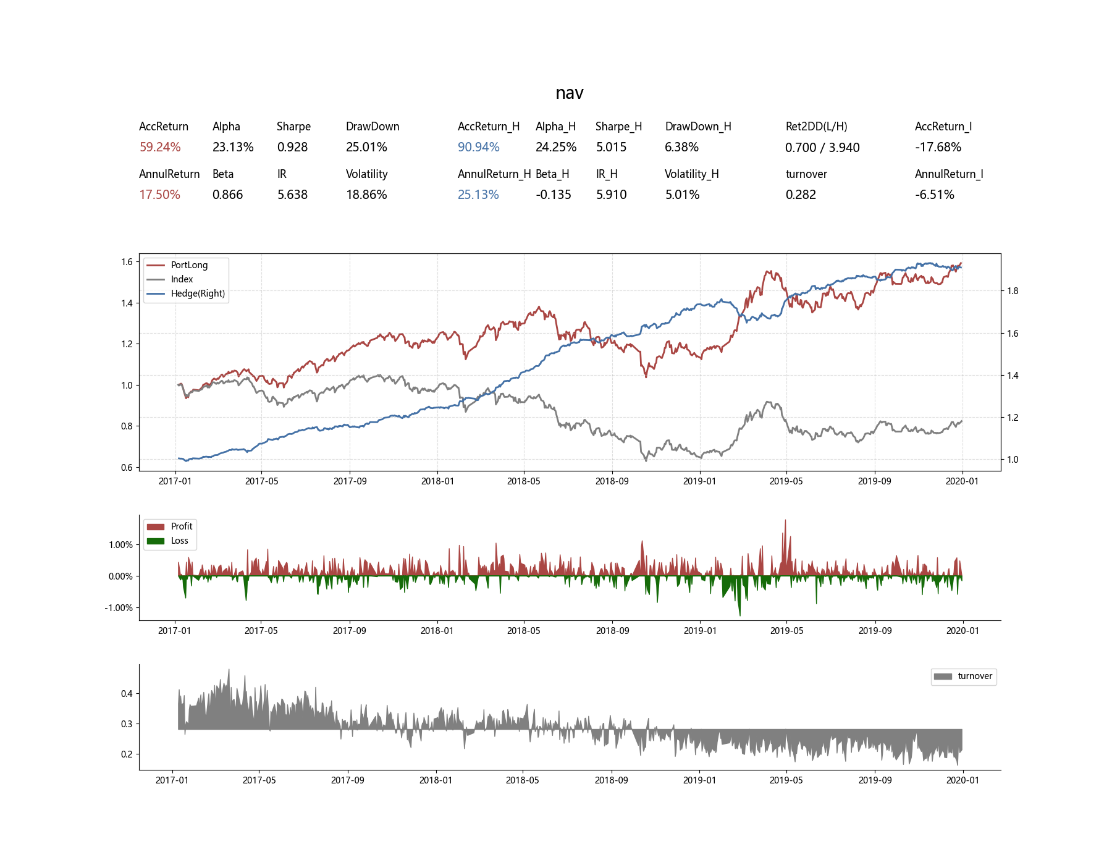 nav
AccReturn Alpha Sharpe DrawDown AccReturn_H Alpha_H Sharpe_H DrawDown_H Ret2DD(L/H) AccReturn_I
59.24% 23.13% 0.928 25.01% 90.94% 24.25% 5.015 6.38% 0.700 / 3.940 -17.68%
AnnulReturn Beta IR Volatility AnnulReturn_H Beta_H IR_H Volatility_H turnover AnnulReturn_I
17.50% 0.866 5.638 18.86% 25.13% -0.135 5.910 5.01% 0.282 -6.51%
PortLong
Index
Hedge(Right)
1.6
1.4
1.2
1.0
0.8
0.6
1.8
1.6
1.4
1.2
1.0
2017-01 2017-05 2017-09 2018-01 2018-05 2018-09 2019-01 2019-05 2019-09 2020-01
Profit
Loss
1.00%
0.00%
-1.00%
2017-01 2017-05 2017-09 2018-01 2018-05 2018-09 2019-01 2019-05 2019-09 2020-01
turnover
0.4
0.3
0.2
2017-01 2017-05 2017-09 2018-01 2018-05 2018-09 2019-01 2019-05 2019-09 2020-01